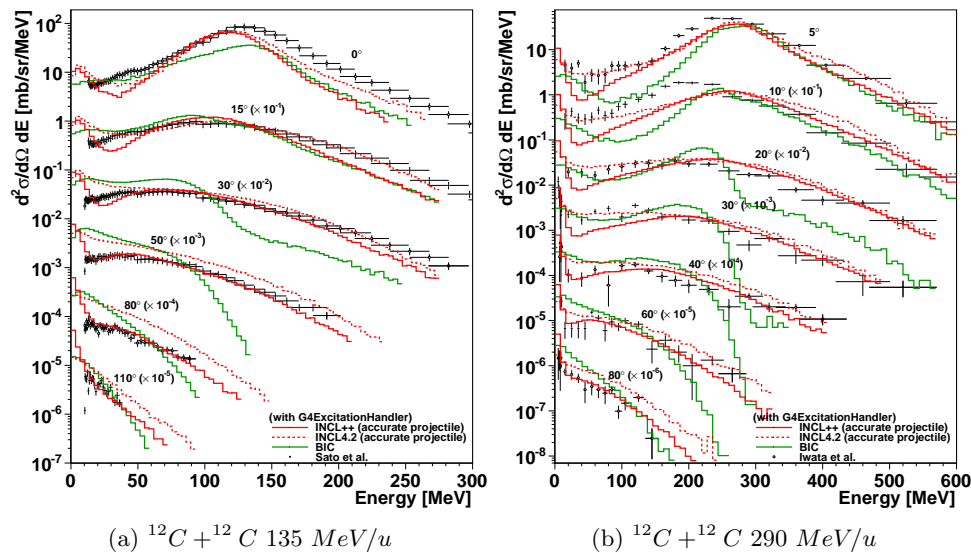 d²σ/dΩ dE [mb/sr/MeV]
10²
10
1
10⁻¹
10⁻²
10⁻³
10⁻⁴
10⁻⁵
10⁻⁶
10⁻⁷
0°
15° (×10⁻¹)
30° (×10⁻²)
50° (×10⁻³)
80° (×10⁻⁴)
110° (×10⁻⁵)
(with G4ExcitationHandler)
INCL++ (accurate projectile)
INCL4.2 (accurate projectile)
BIC
Sato et al.
0 50 100 150 200 250 300
Energy [MeV]
(a) ¹²C +¹² C 135 MeV/u
d²σ/dΩ dE [mb/sr/MeV]
10
1
10⁻¹
10⁻²
10⁻³
10⁻⁴
10⁻⁵
10⁻⁶
10⁻⁷
10⁻⁸
5°
10° (×10⁻¹)
20° (×10⁻²)
30° (×10⁻³)
40° (×10⁻⁴)
60° (×10⁻⁵)
80° (×10⁻⁶)
(with G4ExcitationHandler)
INCL++ (accurate projectile)
INCL4.2 (accurate projectile)
BIC
Iwata et al.
0 100 200 300 400 500 600
Energy [MeV]
(b) ¹²C +¹² C 290 MeV/u